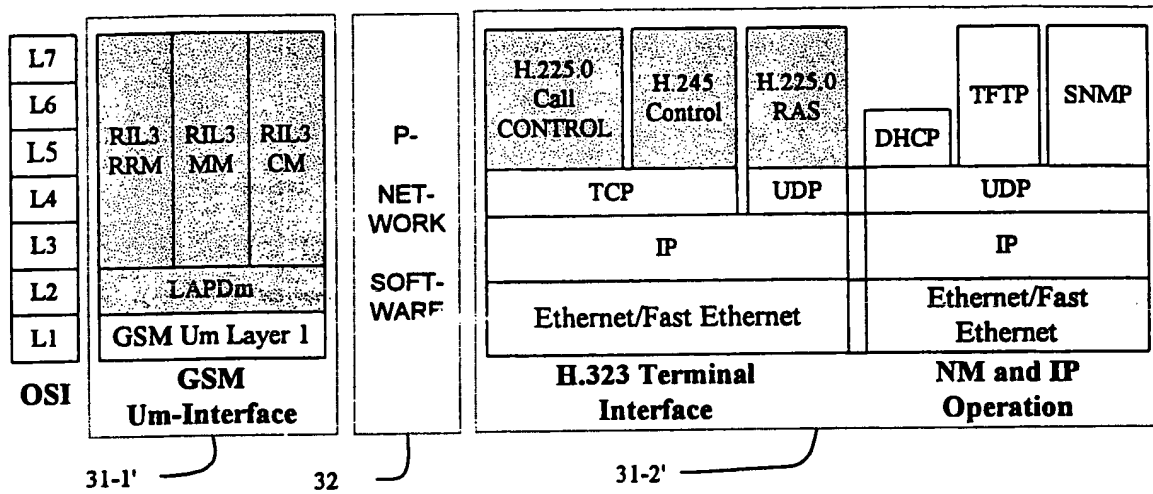 L7
L6
L5
L4
L3
L2
L1
OSI
RIL3
RRM
RIL3
MM
RIL3
CM
LAPDm
GSM Um Layer 1
GSM
Um-Interface
31-1'
P-
NET-
WORK
SOFT-
WARE
32
H.225.0
Call
CONTROL
H.245
Control
H.225.0
RAS
TCP
UDP
IP
Ethernet/Fast Ethernet
H.323 Terminal
Interface
DHCP
TFTP
SNMP
UDP
IP
Ethernet/Fast
Ethernet
NM and IP
Operation
31-2'